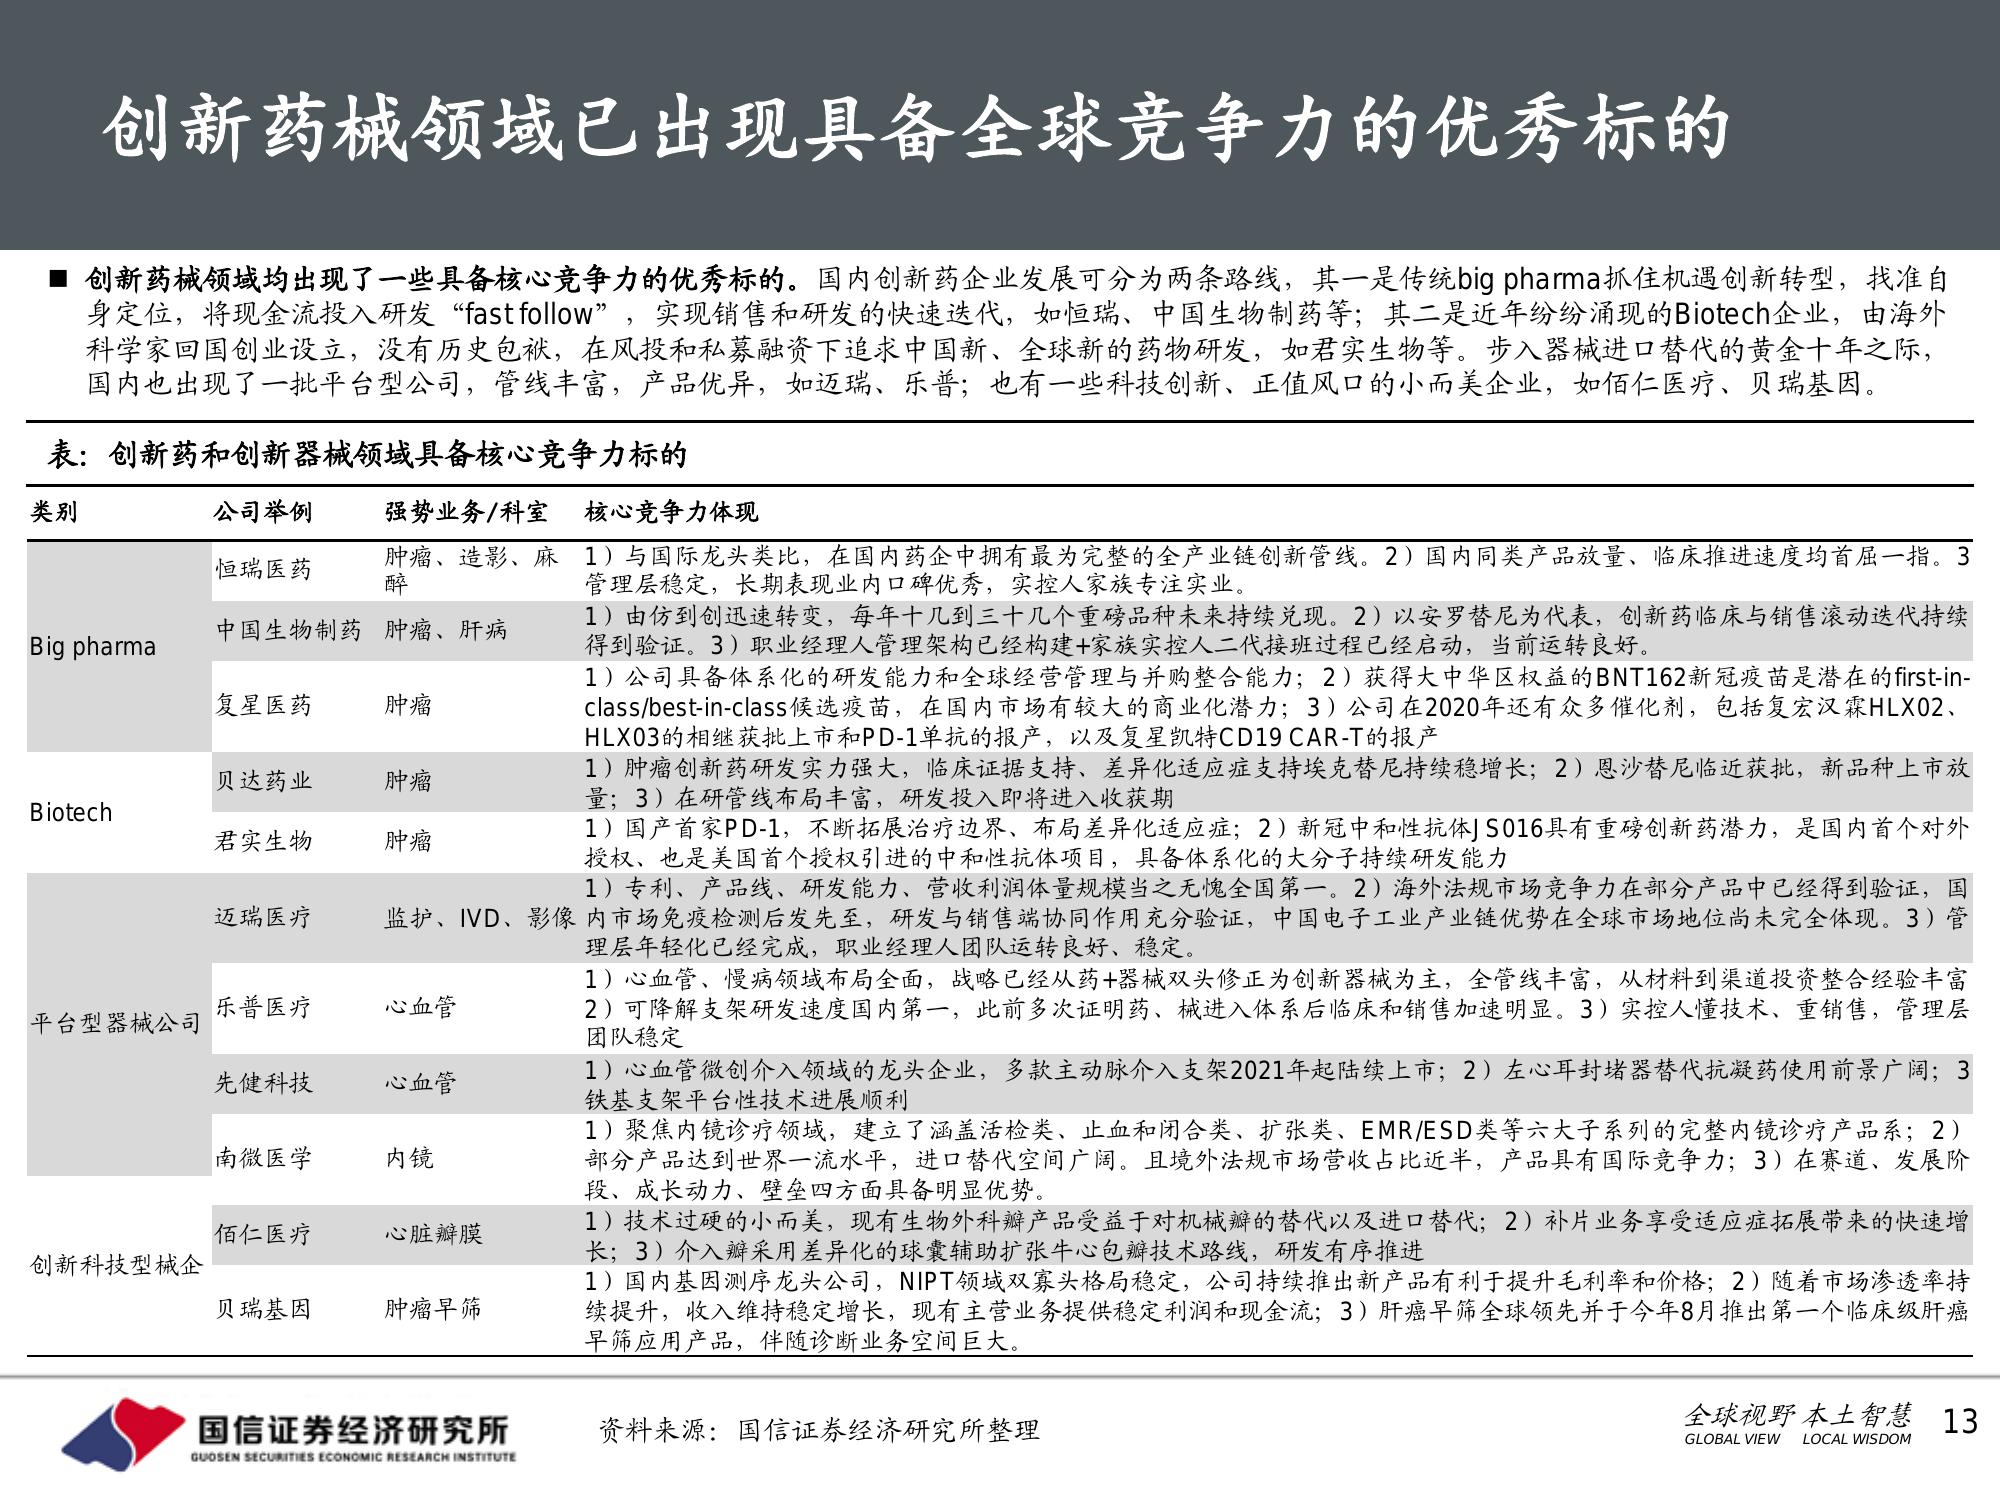 创新药械领域已出现具备全球竞争力的优秀标的
■ 创新药械领域均出现了一些具备核心竞争力的优秀标的。国内创新药企业发展可分为两条路线，其一是传统big pharma抓住机遇创新转型，找准自
身定位，将现金流投入研发“fast follow”，实现销售和研发的快速迭代，如恒瑞、中国生物制药等；其二是近年纷纷涌现的Biotech企业，由海外
科学家回国创业设立，没有历史包袱，在风投和私募融资下追求中国新、全球新的药物研发，如君实生物等。步入器械进口替代的黄金十年之际，
国内也出现了一批平台型公司，管线丰富，产品优异，如迈瑞、乐普；也有一些科技创新、正值风口的小而美企业，如佰仁医疗、贝瑞基因。
表：创新药和创新器械领域具备核心竞争力标的
类别 公司举例 强势业务/科室 核心竞争力体现
Big pharma
恒瑞医药
肿瘤、造影、麻
醉
1）与国际龙头类比，在国内药企中拥有最为完整的全产业链创新管线。2）国内同类产品放量、临床推进速度均首屈一指。3
管理层稳定，长期表现业内口碑优秀，实控人家族专注实业。
中国生物制药 肿瘤、肝病
1）由仿到创迅速转变，每年十几到三十几个重磅品种未来持续兑现。2）以安罗替尼为代表，创新药临床与销售滚动迭代持续
得到验证。3）职业经理人管理架构已经构建+家族实控人二代接班过程已经启动，当前运转良好。
复星医药 肿瘤
1）公司具备体系化的研发能力和全球经营管理与并购整合能力；2）获得大中华区权益的BNT162新冠疫苗是潜在的first-in-
class/best-in-class候选疫苗，在国内市场有较大的商业化潜力；3）公司在2020年还有众多催化剂，包括复宏汉霖HLX02、
HLX03的相继获批上市和PD-1单抗的报产，以及复星凯特CD19 CAR-T的报产
Biotech
贝达药业 肿瘤
1）肿瘤创新药研发实力强大，临床证据支持、差异化适应症支持埃克替尼持续稳增长；2）恩沙替尼临近获批，新品种上市放
量；3）在研管线布局丰富，研发投入即将进入收获期
君实生物 肿瘤
1）国产首家PD-1，不断拓展治疗边界、布局差异化适应症；2）新冠中和性抗体JS016具有重磅创新药潜力，是国内首个对外
授权、也是美国首个授权引进的中和性抗体项目，具备体系化的大分子持续研发能力
平台型器械公司
迈瑞医疗 监护、IVD、影像
1）专利、产品线、研发能力、营收利润体量规模当之无愧全国第一。2）海外法规市场竞争力在部分产品中已经得到验证，国
内市场免疫检测后发先至，研发与销售端协同作用充分验证，中国电子工业产业链优势在全球市场地位尚未完全体现。3）管
理层年轻化已经完成，职业经理人团队运转良好、稳定。
乐普医疗 心血管
1）心血管、慢病领域布局全面，战略已经从药+器械双头修正为创新器械为主，全管线丰富，从材料到渠道投资整合经验丰富
2）可降解支架研发速度国内第一，此前多次证明药、械进入体系后临床和销售加速明显。3）实控人懂技术、重销售，管理层
团队稳定
先健科技 心血管
1）心血管微创介入领域的龙头企业，多款主动脉介入支架2021年起陆续上市；2）左心耳封堵器替代抗凝药使用前景广阔；3
铁基支架平台性技术进展顺利
南微医学 内镜
1）聚焦内镜诊疗领域，建立了涵盖活检类、止血和闭合类、扩张类、EMR/ESD类等六大子系列的完整内镜诊疗产品系；2）
部分产品达到世界一流水平，进口替代空间广阔。且境外法规市场营收占比近半，产品具有国际竞争力；3）在赛道、发展阶
段、成长动力、壁垒四方面具备明显优势。
创新科技型械企
佰仁医疗 心脏瓣膜
1）技术过硬的小而美，现有生物外科瓣产品受益于对机械瓣的替代以及进口替代；2）补片业务享受适应症拓展带来的快速增
长；3）介入瓣采用差异化的球囊辅助扩张牛心包瓣技术路线，研发有序推进
贝瑞基因 肿瘤早筛
1）国内基因测序龙头公司，NIPT领域双寡头格局稳定，公司持续推出新产品有利于提升毛利率和价格；2）随着市场渗透率持
续提升，收入维持稳定增长，现有主营业务提供稳定利润和现金流；3）肝癌早筛全球领先并于今年8月推出第一个临床级肝癌
早筛应用产品，伴随诊断业务空间巨大。
国信证券经济研究所
GUOSEN SECURITIES ECONOMIC RESEARCH INSTITUTE
资料来源：国信证券经济研究所整理
全球视野 本土智慧
GLOBAL VIEW LOCAL WISDOM
13